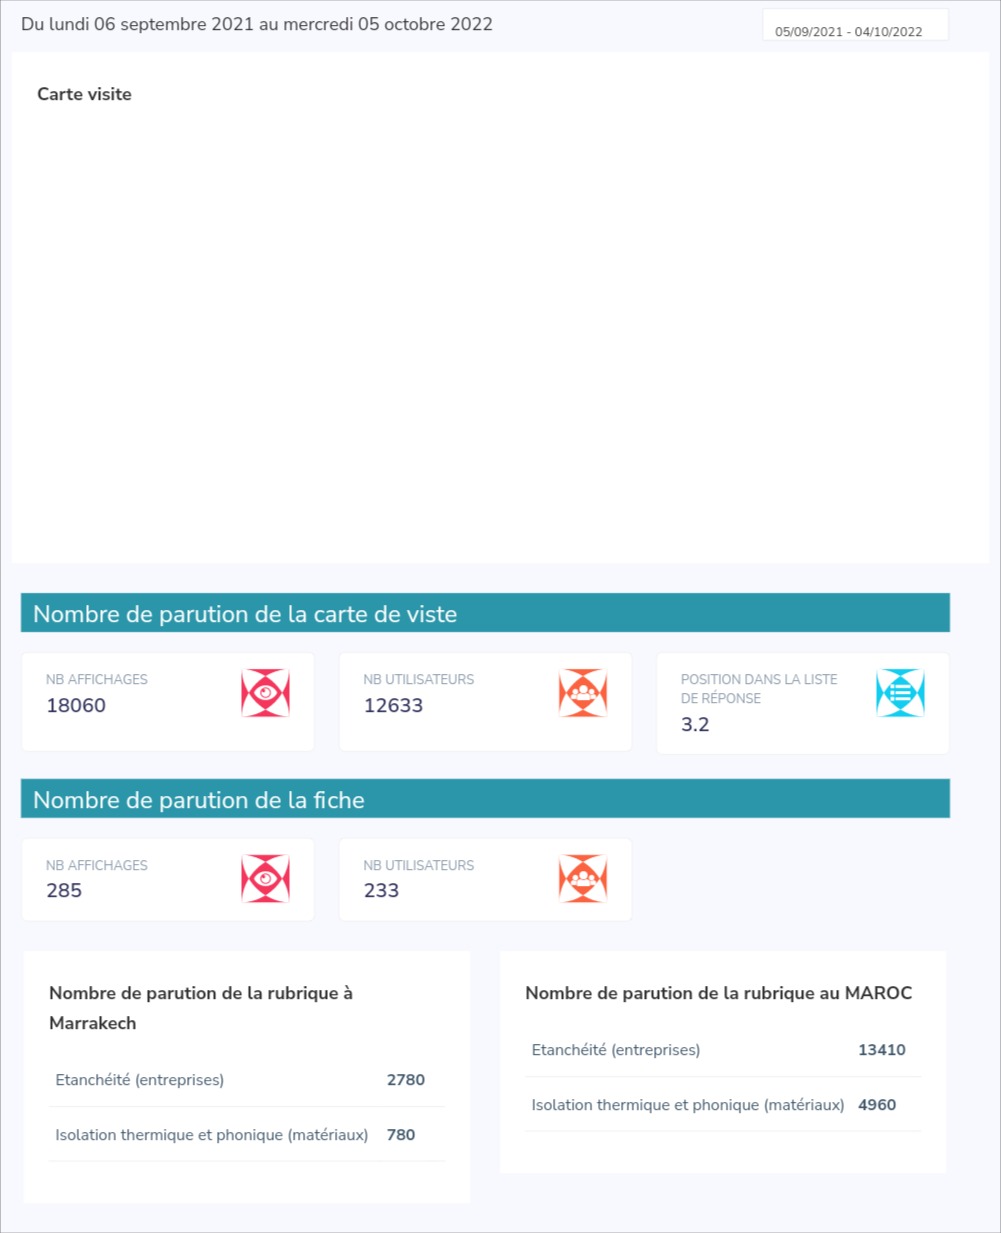 Du lundi 06 septembre 2021 au mercredi 05 octobre 2022
05/09/2021 - 04/10/2022
Carte visite
Nombre de parution de la carte de viste
NB AFFICHAGES
18060
NB UTILISATEURS
12633
POSITION DANS LA LISTE
DE RÉPONSE
3.2
Nombre de parution de la fiche
NB AFFICHAGES
285
NB UTILISATEURS
233
Nombre de parution de la rubrique à
Marrakech
Etanchéité (entreprises) 2780
Isolation thermique et phonique (matériaux) 780
Nombre de parution de la rubrique au MAROC
Etanchéité (entreprises) 13410
Isolation thermique et phonique (matériaux) 4960